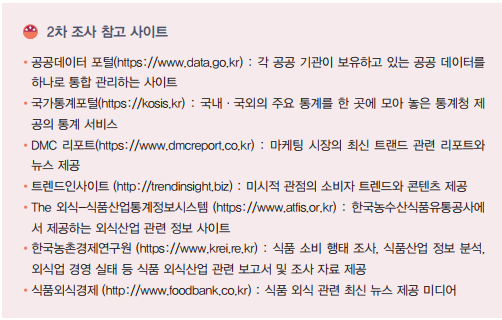 2차 조사 참고 사이트
• 공공데이터 포털(https://www.data.go.kr) : 각 공공 기관이 보유하고 있는 공공 데이터를
하나로 통합 관리하는 사이트
• 국가통계포털(https://kosis.kr) : 국내·국외의 주요 통계를 한 곳에 모아 놓은 통계청 제
공의 통계 서비스
• DMC 리포트(https://www.dmcreport.co.kr) : 마케팅 시장의 최신 트랜드 관련 리포트와
뉴스 제공
• 트렌드인사이트 (http://trendinsight.biz) : 미시적 관점의 소비자 트렌드와 콘텐츠 제공
• The 외식-식품산업통계정보시스템 (https://www.atfis.or.kr) : 한국농수산식품유통공사에
서 제공하는 외식산업 관련 정보 사이트
• 한국농촌경제연구원 (https://www.krei.re.kr) : 식품 소비 행태 조사, 식품산업 정보 분석,
외식업 경영 실태 등 식품 외식산업 관련 보고서 및 조사 자료 제공
• 식품외식경제 (http://www.foodbank.co.kr) : 식품 외식 관련 최신 뉴스 제공 미디어